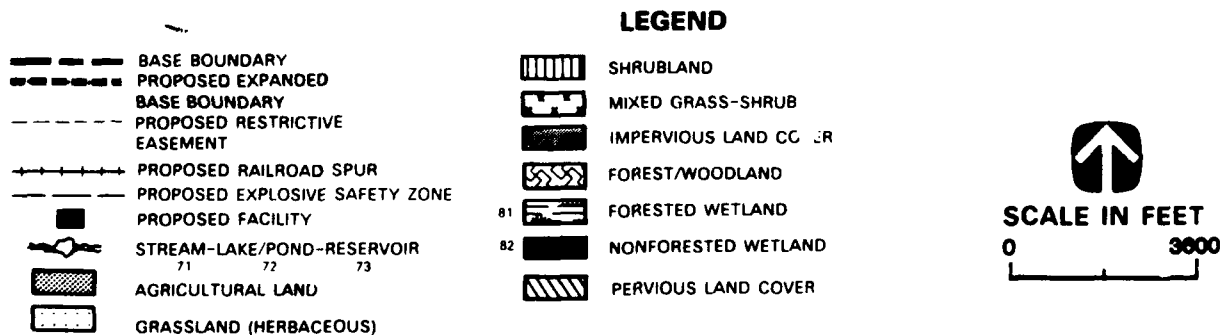 LEGEND
BASE BOUNDARY
PROPOSED EXPANDED
BASE BOUNDARY
PROPOSED RESTRICTIVE
EASEMENT
PROPOSED RAILROAD SPUR
PROPOSED EXPLOSIVE SAFETY ZONE
PROPOSED FACILITY
STREAM-LAKE/POND-RESERVOIR
71 72 73
AGRICULTURAL LAND
GRASSLAND (HERBACEOUS)
SHRUBLAND
MIXED GRASS-SHRUB
IMPERVIOUS LAND
FOREST/WOODLAND
81 FORESTED WETLAND
82 NONFORESTED WETLAND
PERVIOUS LAND COVER
SCALE IN FEET
0 3600